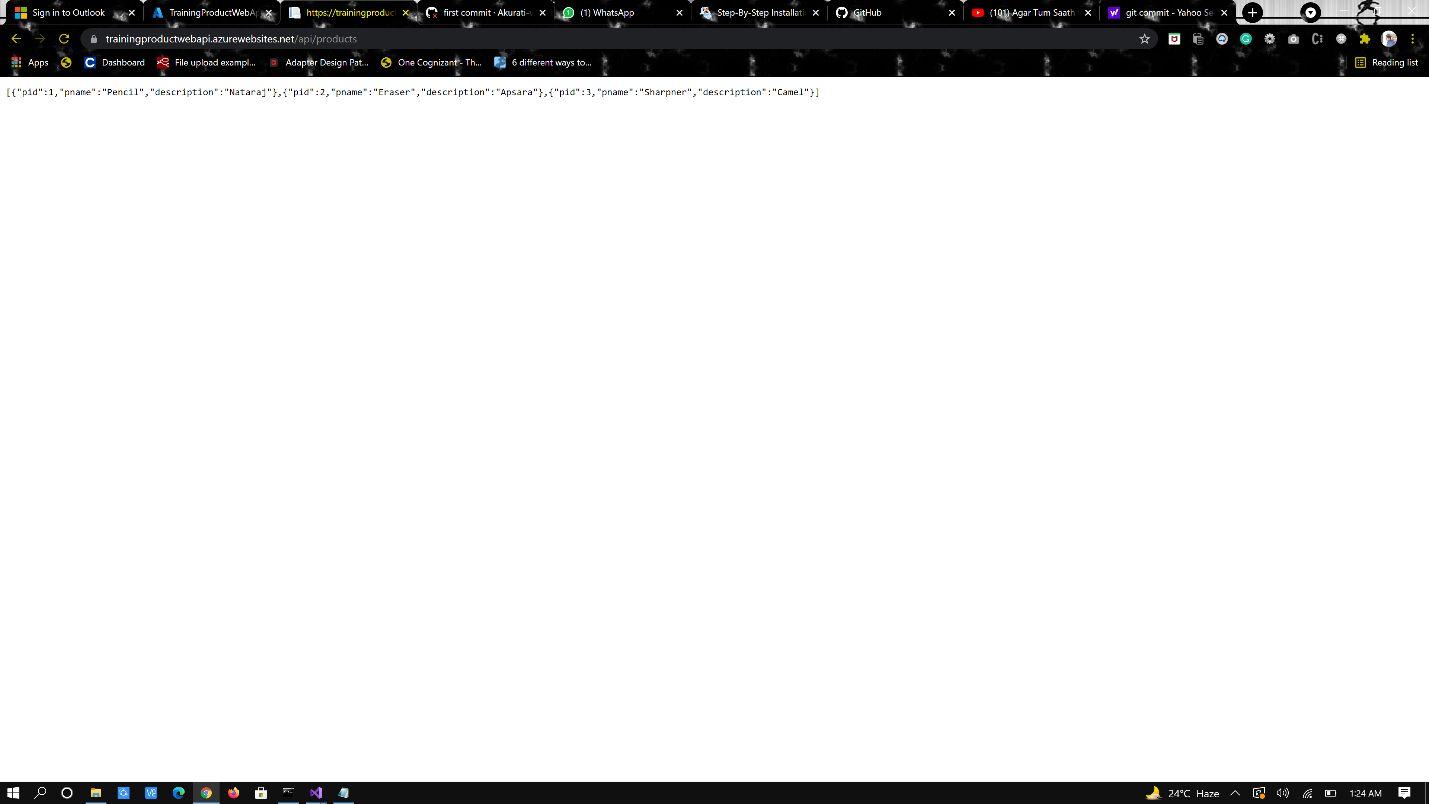 Sign in to Outlook
TrainingProductWebAp
https://trainingproduc
first commit · Akurati-
(1) WhatsApp
Step-By-Step Installati
GitHub
(101) Agar Tum Saath
git commit - Yahoo Se
trainingproductwebapi.azurewebsites.net/api/products
Apps
Dashboard
File upload exampl...
Adapter Design Pat...
One Cognizant - Th...
6 different ways to...
Reading list
[{"pid":1,"pname":"Pencil","description":"Nataraj"},{"pid":2,"pname":"Eraser","description":"Apsara"},{"pid":3,"pname":"Sharpner","description":"Camel"}]
24°C Haze
1:24 AM